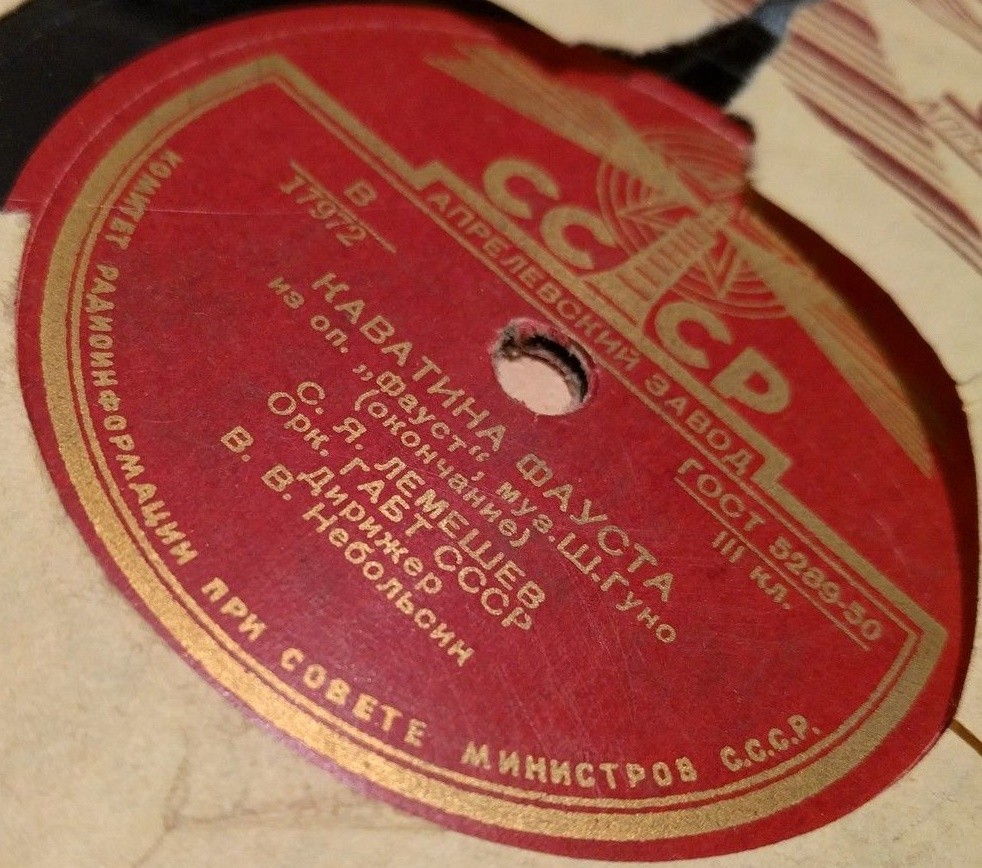 СССР
АПРЕЛЕВСКИЙ ЗАВОД
ГОСТ 5289-50
III КЛ.
В
17972
КАВАТИНА ФАУСТА
из оп. „Фауст“, муз. Ш. Гуно
(окончание)
С. Я. ЛЕМЕШЕВ
Орк. ГАБТ СССР
Дирижер
В. В. Небольсин
КОМИТЕТ РАДИОИНФОРМАЦИИ ПРИ СОВЕТЕ МИНИСТРОВ С.С.С.Р.